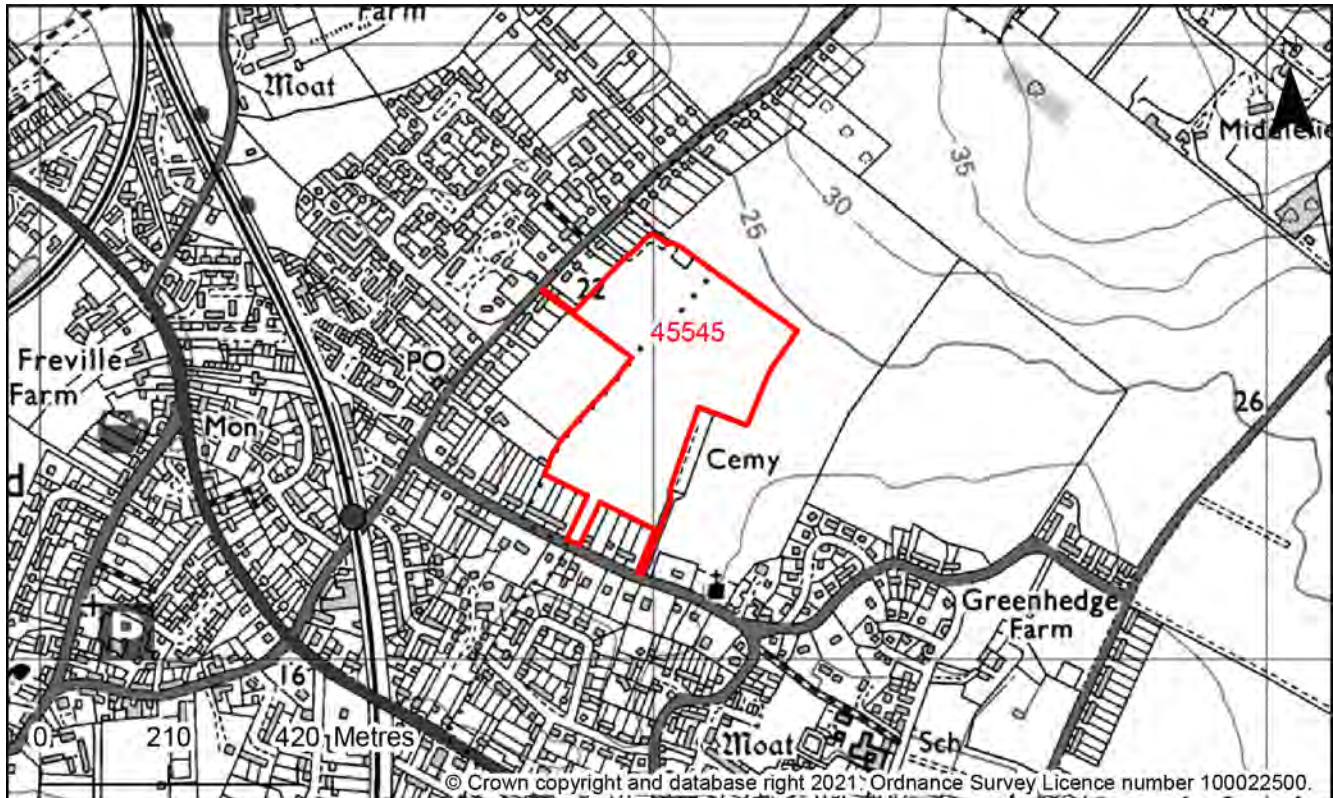 Farm
Moat
35
30
25
22
45545
PO
Freville
Farm
Mon
Cemy
26
Greenhedge
Farm
16
Moat
Sch
0 210 420 Metres
© Crown copyright and database right 2021. Ordnance Survey Licence number 100022500.